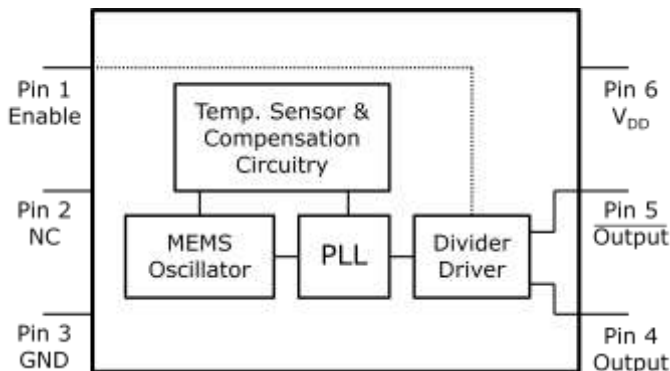 Pin 1
Enable
Pin 2
NC
Pin 3
GND
Temp. Sensor &
Compensation
Circuitry
MEMS
Oscillator
PLL
Divider
Driver
Pin 6
V_DD
Pin 5
Output
Pin 4
Output